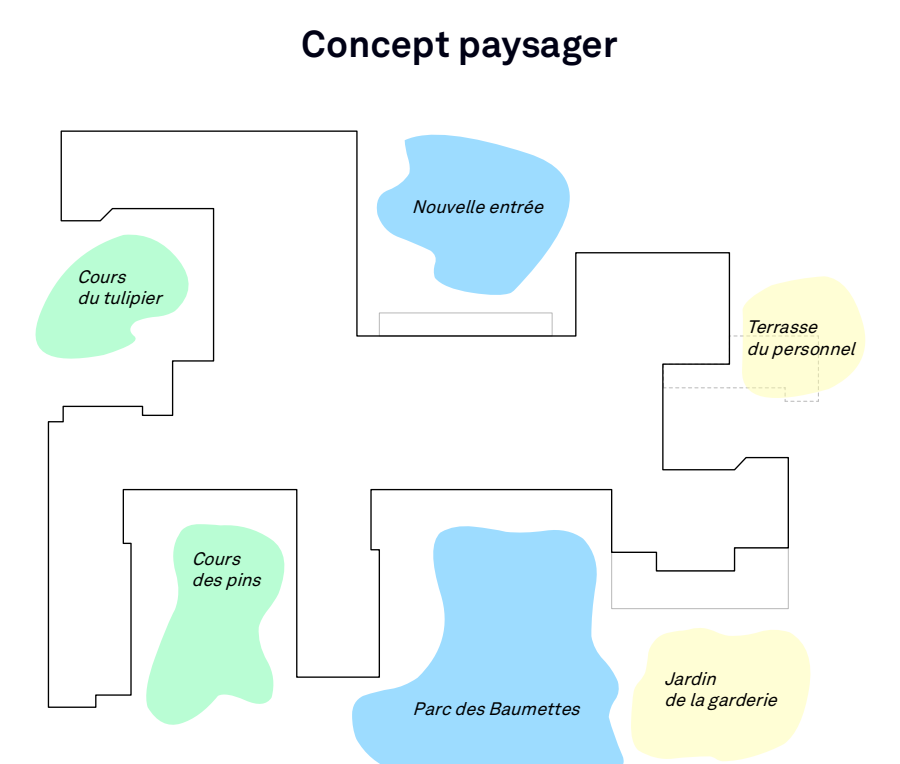 Concept paysager
Nouvelle entrée
Cours
du tulipier
Terrasse
du personnel
Cours
des pins
Jardin
de la garderie
Parc des Baumettes